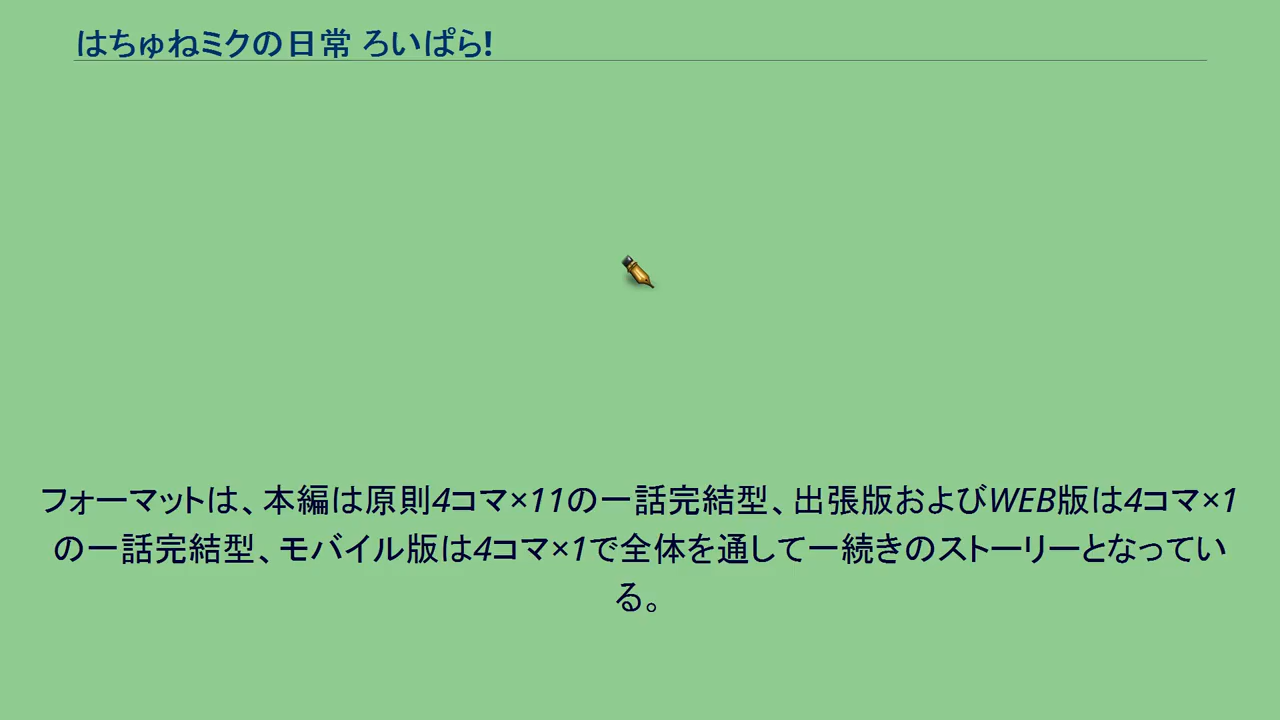 はちゅねミクの日常 ろいぱら!
フォーマットは、本編は原則4コマ×11の一話完結型、出張版およびWEB版は4コマ×1
の一話完結型、モバイル版は4コマ×1で全体を通して一続きのストーリーとなってい
る。